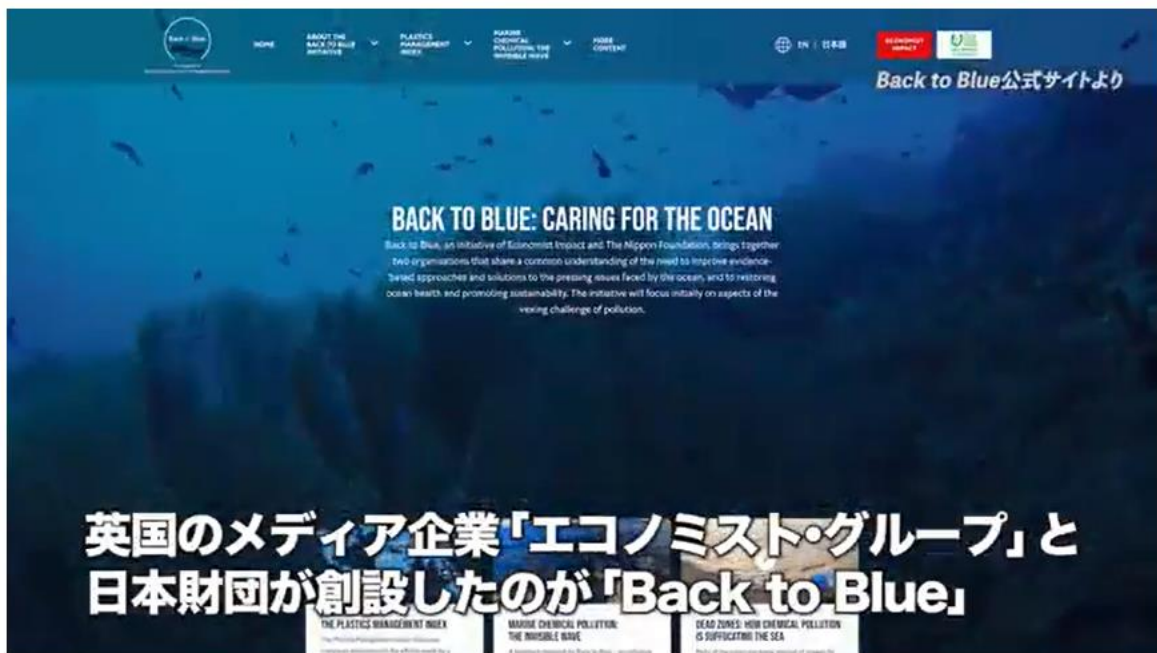 Back to Blue
HOME
ABOUT THE
BACK TO BLUE
INITIATIVE
PLASTICS
MANAGEMENT
INDEX
MARINE
CHEMICAL
POLLUTION: THE
INVISIBLE WAVE
MORE
CONTENT
EN | 日本語
ECONOMIST
IMPACT
Back to Blue公式サイトより
BACK TO BLUE: CARING FOR THE OCEAN
Back to Blue, an initiative of Economist Impact and The Nippon Foundation, brings together
two organisations that share a common understanding of the need to improve evidence-
based approaches and solutions to the pressing issues faced by the ocean, and to restoring
ocean health and promoting sustainability. The initiative will focus initially on aspects of the
vexing challenge of pollution.
英国のメディア企業「エコノミスト・グループ」と
日本財団が創設したのが「Back to Blue」
THE PLASTICS MANAGEMENT INDEX
MARINE CHEMICAL POLLUTION:
THE INVISIBLE WAVE
DEAD ZONES: HOW CHEMICAL POLLUTION
IS SUFFOCATING THE SEA